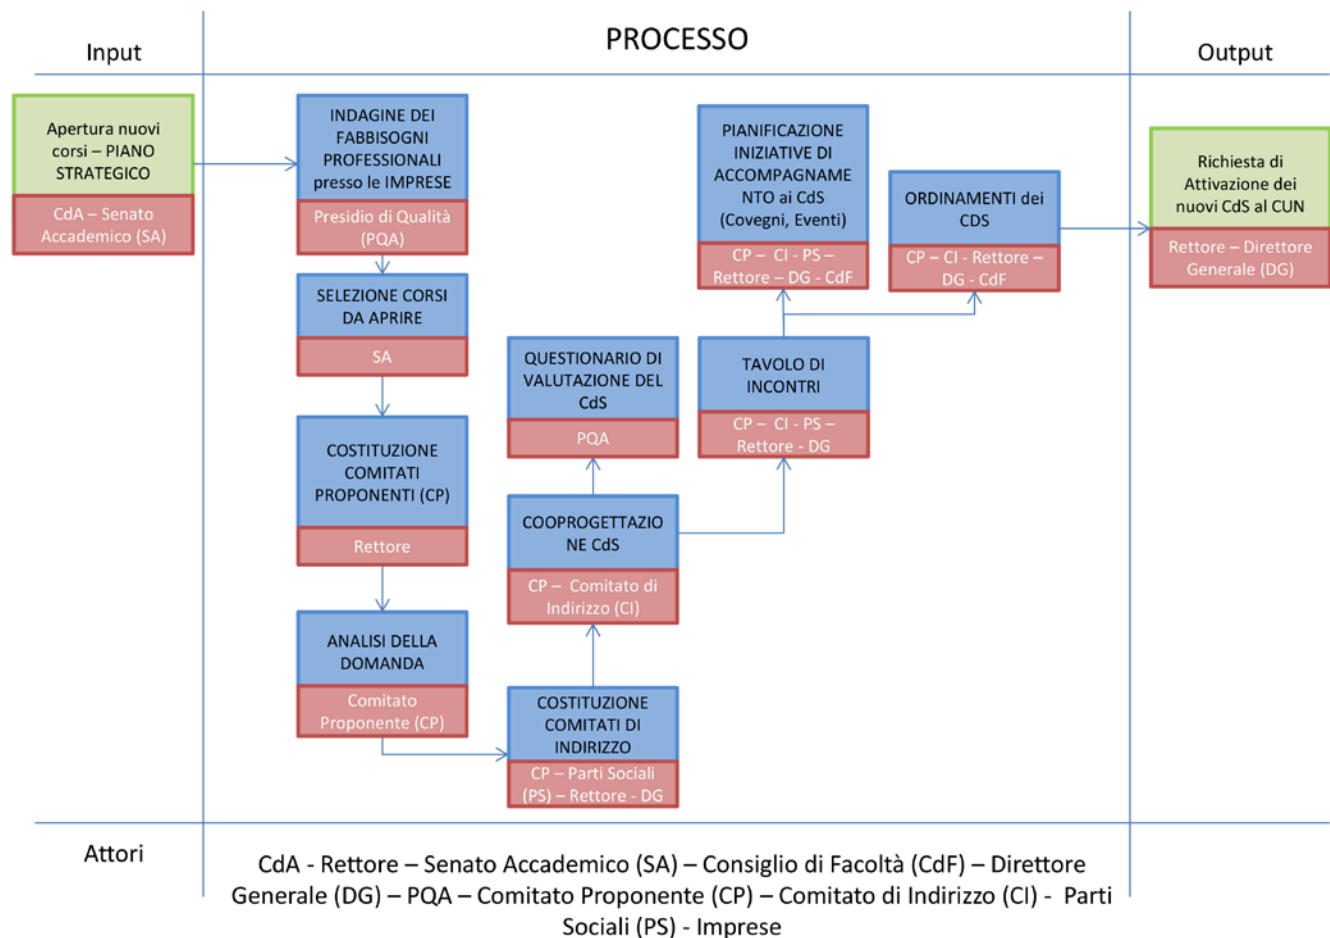 Input
PROCESSO
Output
Apertura nuovi
corsi – PIANO
STRATEGICO
CdA – Senato
Accademico (SA)
INDAGINE DEI
FABBISOGNI
PROFESSIONALI
presso le IMPRESE
Presidio di Qualità
(PQA)
SELEZIONE CORSI
DA APRIRE
SA
COSTITUZIONE
COMITATI
PROPONENTI (CP)
Rettore
ANALISI DELLA
DOMANDA
Comitato
Proponente (CP)
COSTITUZIONE
COMITATI DI
INDIRIZZO
CP – Parti Sociali
(PS) – Rettore - DG
COOPROGETTAZIO
NE CdS
CP – Comitato di
Indirizzo (CI)
QUESTIONARIO DI
VALUTAZIONE DEL
CdS
PQA
TAVOLO DI
INCONTRI
CP – CI - PS –
Rettore - DG
PIANIFICAZIONE
INIZIATIVE DI
ACCOMPAGNAME
NTO ai CdS
(Covegni, Eventi)
CP – CI - PS –
Rettore – DG - CdF
ORDINAMENTI dei
CDS
CP – CI - Rettore –
DG - CdF
Richiesta di
Attivazione dei
nuovi CdS al CUN
Rettore – Direttore
Generale (DG)
Attori
CdA - Rettore – Senato Accademico (SA) – Consiglio di Facoltà (CdF) – Direttore
Generale (DG) – PQA – Comitato Proponente (CP) – Comitato di Indirizzo (CI) - Parti
Sociali (PS) - Imprese